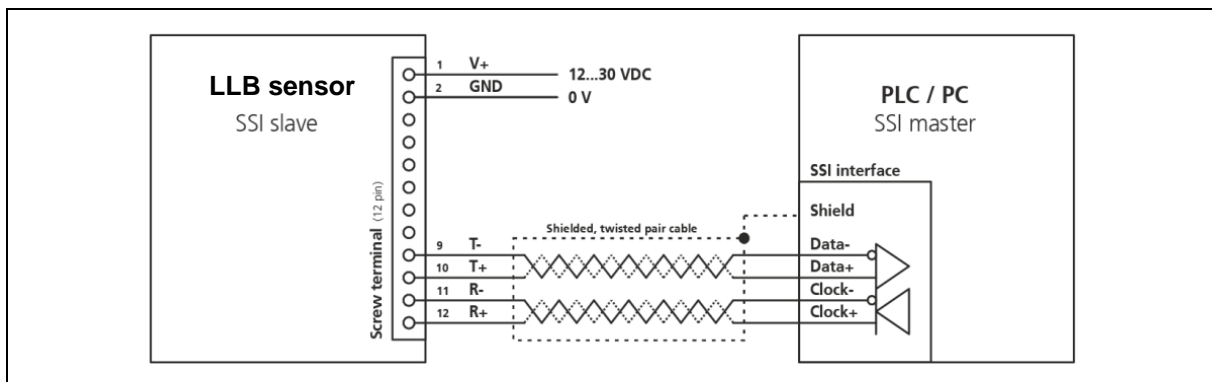 LLB sensor
SSI slave
Screw terminal (12 pin)
1 V+
12...30 VDC
2 GND
0 V
9 T-
10 T+
11 R-
12 R+
Shielded, twisted pair cable
PLC / PC
SSI master
SSI interface
Shield
Data-
Data+
Clock-
Clock+